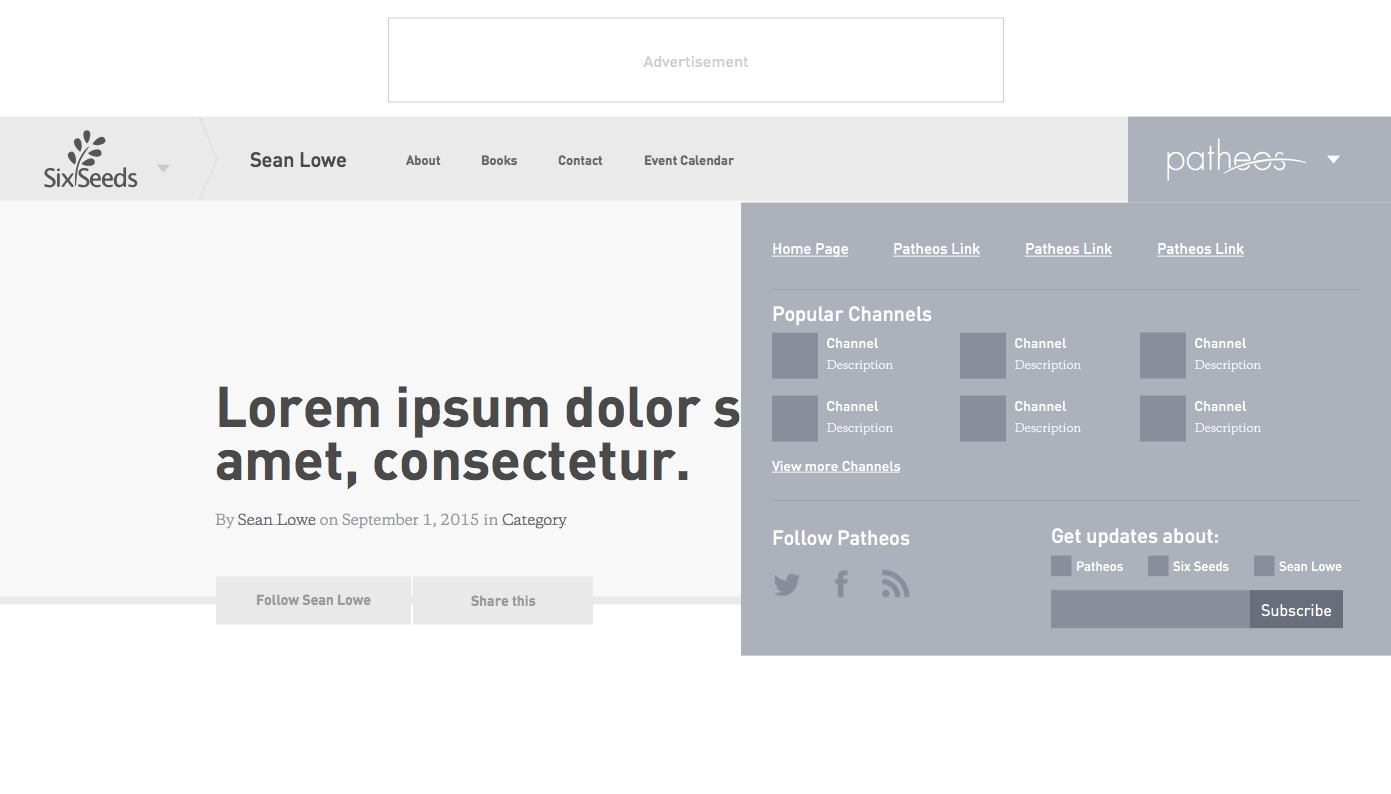 Advertisement
SixSeeds
Sean Lowe
About
Books
Contact
Event Calendar
patheos
Home Page
Patheos Link
Patheos Link
Patheos Link
Popular Channels
Channel
Description
Channel
Description
Channel
Description
Channel
Description
Channel
Description
Channel
Description
View more Channels
Lorem ipsum dolor s
amet, consectetur.
By Sean Lowe on September 1, 2015 in Category
Follow Sean Lowe
Share this
Follow Patheos
Get updates about:
Patheos
Six Seeds
Sean Lowe
Subscribe